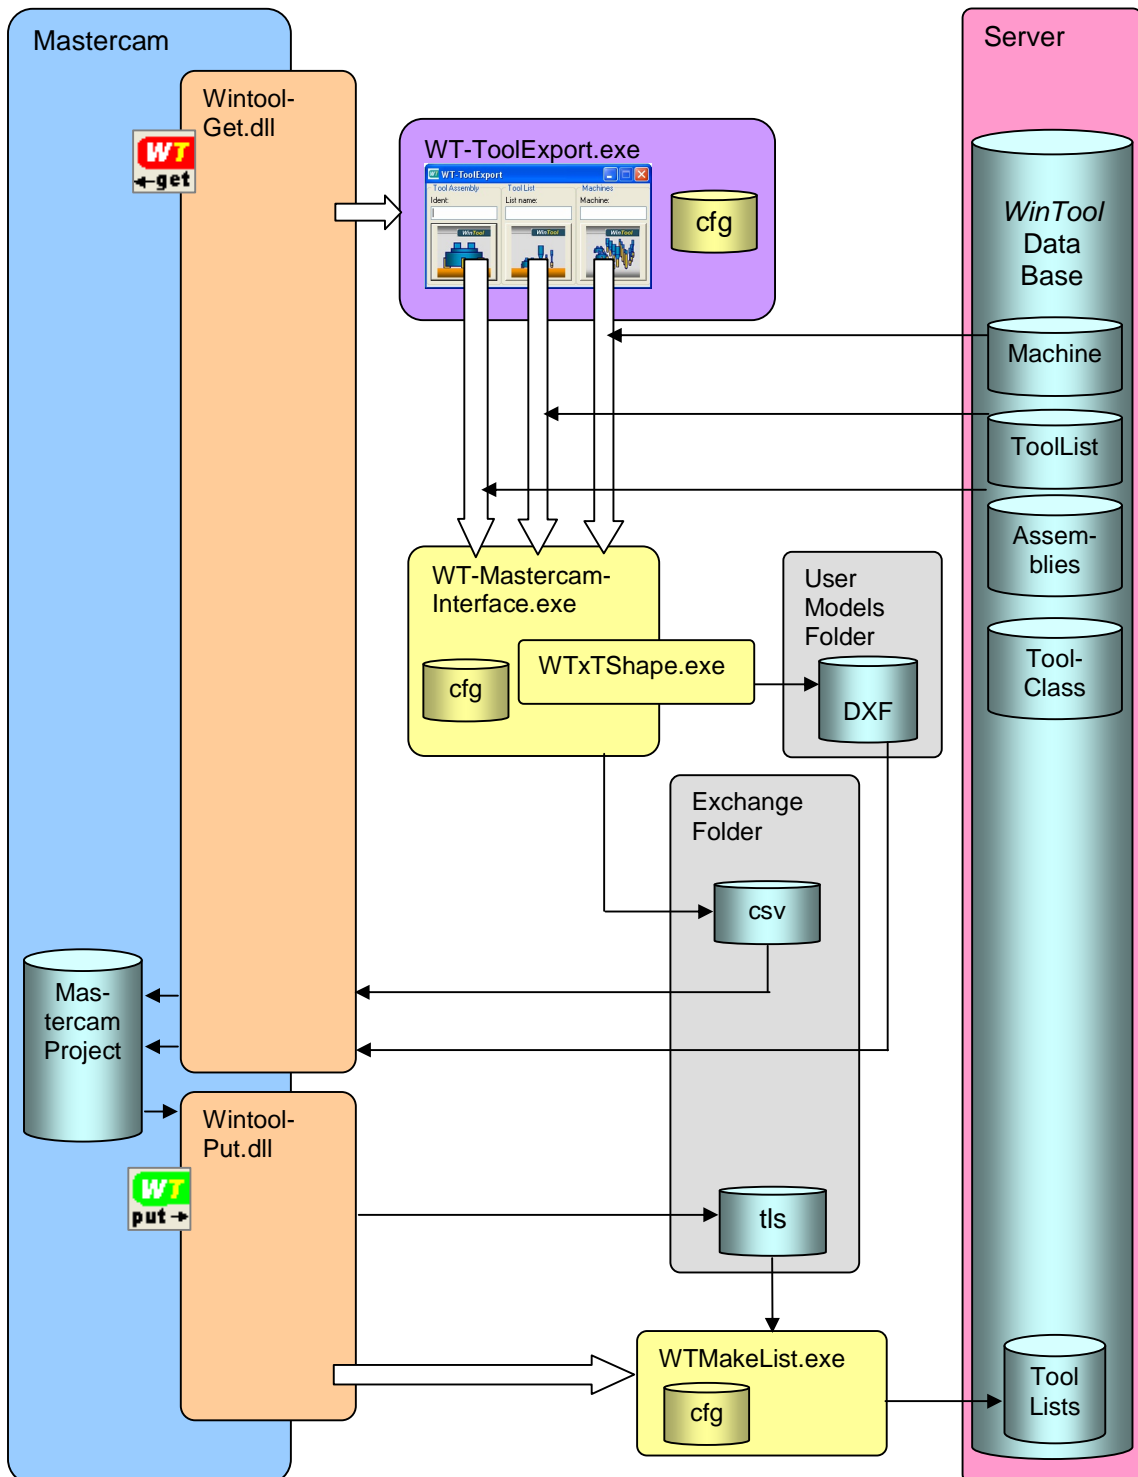 Mastercam
Server
Wintool-
Get.dll
WT
get
WT-ToolExport.exe
WT-ToolExport
Tool Assembly
Tool List
Machines
Ident:
List name:
Machine:
WinTool
WinTool
WinTool
cfg
WinTool
Data
Base
Machine
ToolList
Assem-
blies
Tool-
Class
WT-Mastercam-
Interface.exe
cfg
WTxTShape.exe
User
Models
Folder
DXF
Exchange
Folder
csv
Mas-
tercam
Project
Wintool-
Put.dll
WT
put
tls
WTMakeList.exe
cfg
Tool
Lists